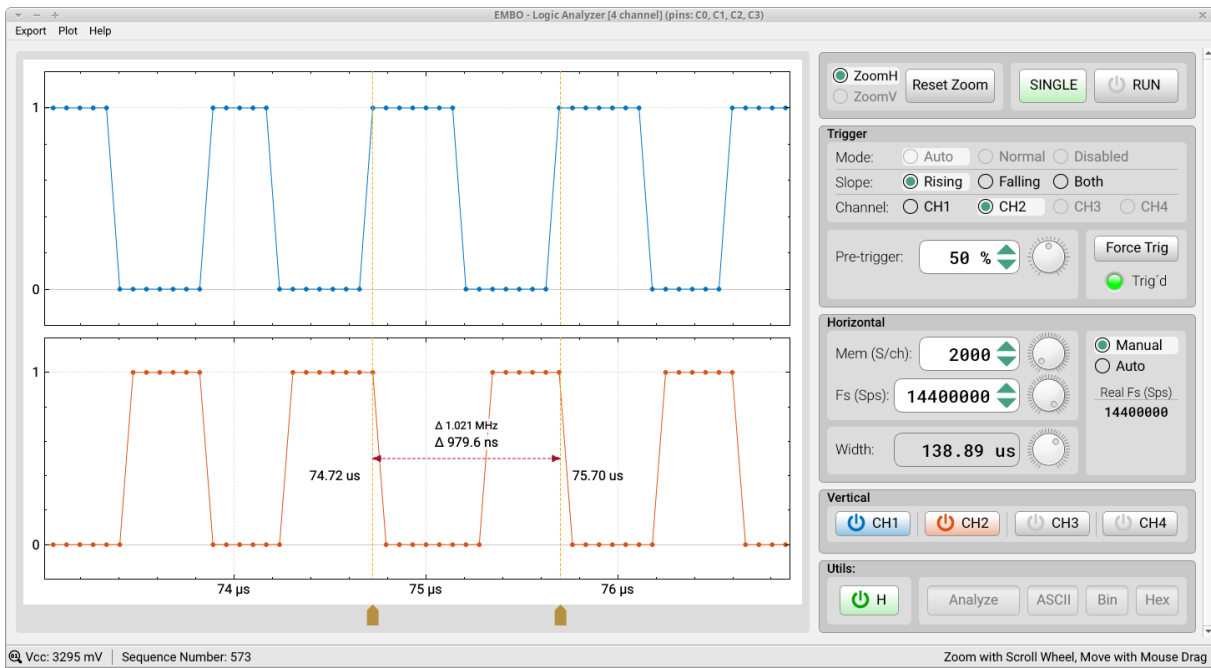 EMBO - Logic Analyzer [4 channel] (pins: C0, C1, C2, C3)
Export Plot Help
1
0
1
0
Δ 1.021 MHz
Δ 979.6 ns
74.72 us
75.70 us
74 µs 75 µs 76 µs
ZoomH
ZoomV
Reset Zoom
SINGLE
RUN
Trigger
Mode: Auto Normal Disabled
Slope: Rising Falling Both
Channel: CH1 CH2 CH3 CH4
Pre-trigger: 50 %
Force Trig
Trig´d
Horizontal
Mem (S/ch): 2000
Fs (Sps): 14400000
Width: 138.89 us
Manual
Auto
Real Fs (Sps)
14400000
Vertical
CH1 CH2 CH3 CH4
Utils:
H Analyze ASCII Bin Hex
Vcc: 3295 mV Sequence Number: 573
Zoom with Scroll Wheel, Move with Mouse Drag